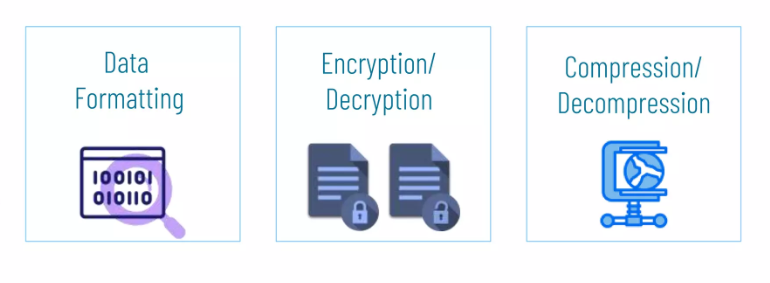 Data
Formatting
100101
010110
Encryption/
Decryption
Compression/
Decompression